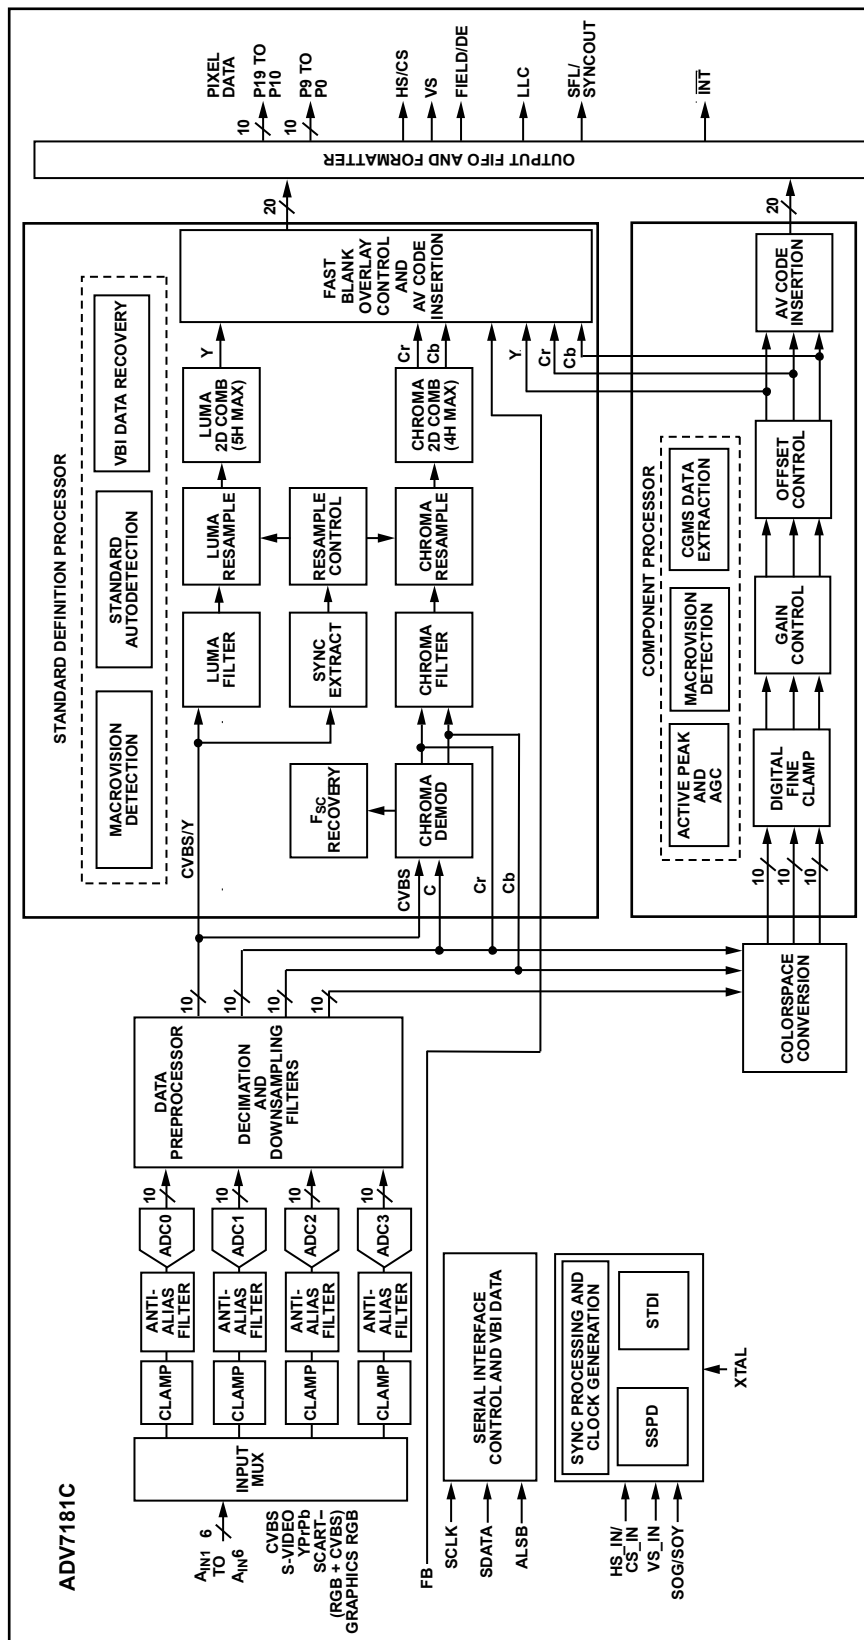 ADV7181C
A_IN1
TO
A_IN6
6
CVBS
S-VIDEO
YPrPb
SCART–
(RGB + CVBS)
GRAPHICS RGB
INPUT
MUX
CLAMP
ANTI-
ALIAS
FILTER
ADC0
10
CLAMP
ANTI-
ALIAS
FILTER
ADC1
10
CLAMP
ANTI-
ALIAS
FILTER
ADC2
10
CLAMP
ANTI-
ALIAS
FILTER
ADC3
10
DATA
PREPROCESSOR
DECIMATION
AND
DOWNSAMPLING
FILTERS
10
10
10
10
FB
SCLK
SDATA
ALSB
SERIAL INTERFACE
CONTROL AND VBI DATA
HS_IN/
CS_IN
VS_IN
SOG/SOY
SYNC PROCESSING AND
CLOCK GENERATION
SSPD
STDI
XTAL
COLORSPACE
CONVERSION
10
10
10
STANDARD DEFINITION PROCESSOR
MACROVISION
DETECTION
STANDARD
AUTODETECTION
VBI DATA RECOVERY
CVBS/Y
LUMA
FILTER
LUMA
RESAMPLE
LUMA
2D COMB
(5H MAX)
Y
F_SC
RECOVERY
SYNC
EXTRACT
RESAMPLE
CONTROL
CVBS
C
CHROMA
DEMOD
CHROMA
FILTER
CHROMA
RESAMPLE
CHROMA
2D COMB
(4H MAX)
Cr
Cb
Cr
Cb
FAST
BLANK
OVERLAY
CONTROL
AND
AV CODE
INSERTION
Y
Cr
Cb
20
COMPONENT PROCESSOR
ACTIVE PEAK
AND
AGC
MACROVISION
DETECTION
CGMS DATA
EXTRACTION
DIGITAL
FINE
CLAMP
GAIN
CONTROL
OFFSET
CONTROL
AV CODE
INSERTION
20
OUTPUT FIFO AND FORMATTER
PIXEL
DATA
10
P19 TO
P10
10
P9 TO
P0
HS/CS
VS
FIELD/DE
LLC
SFL/
SYNCOUT
INT